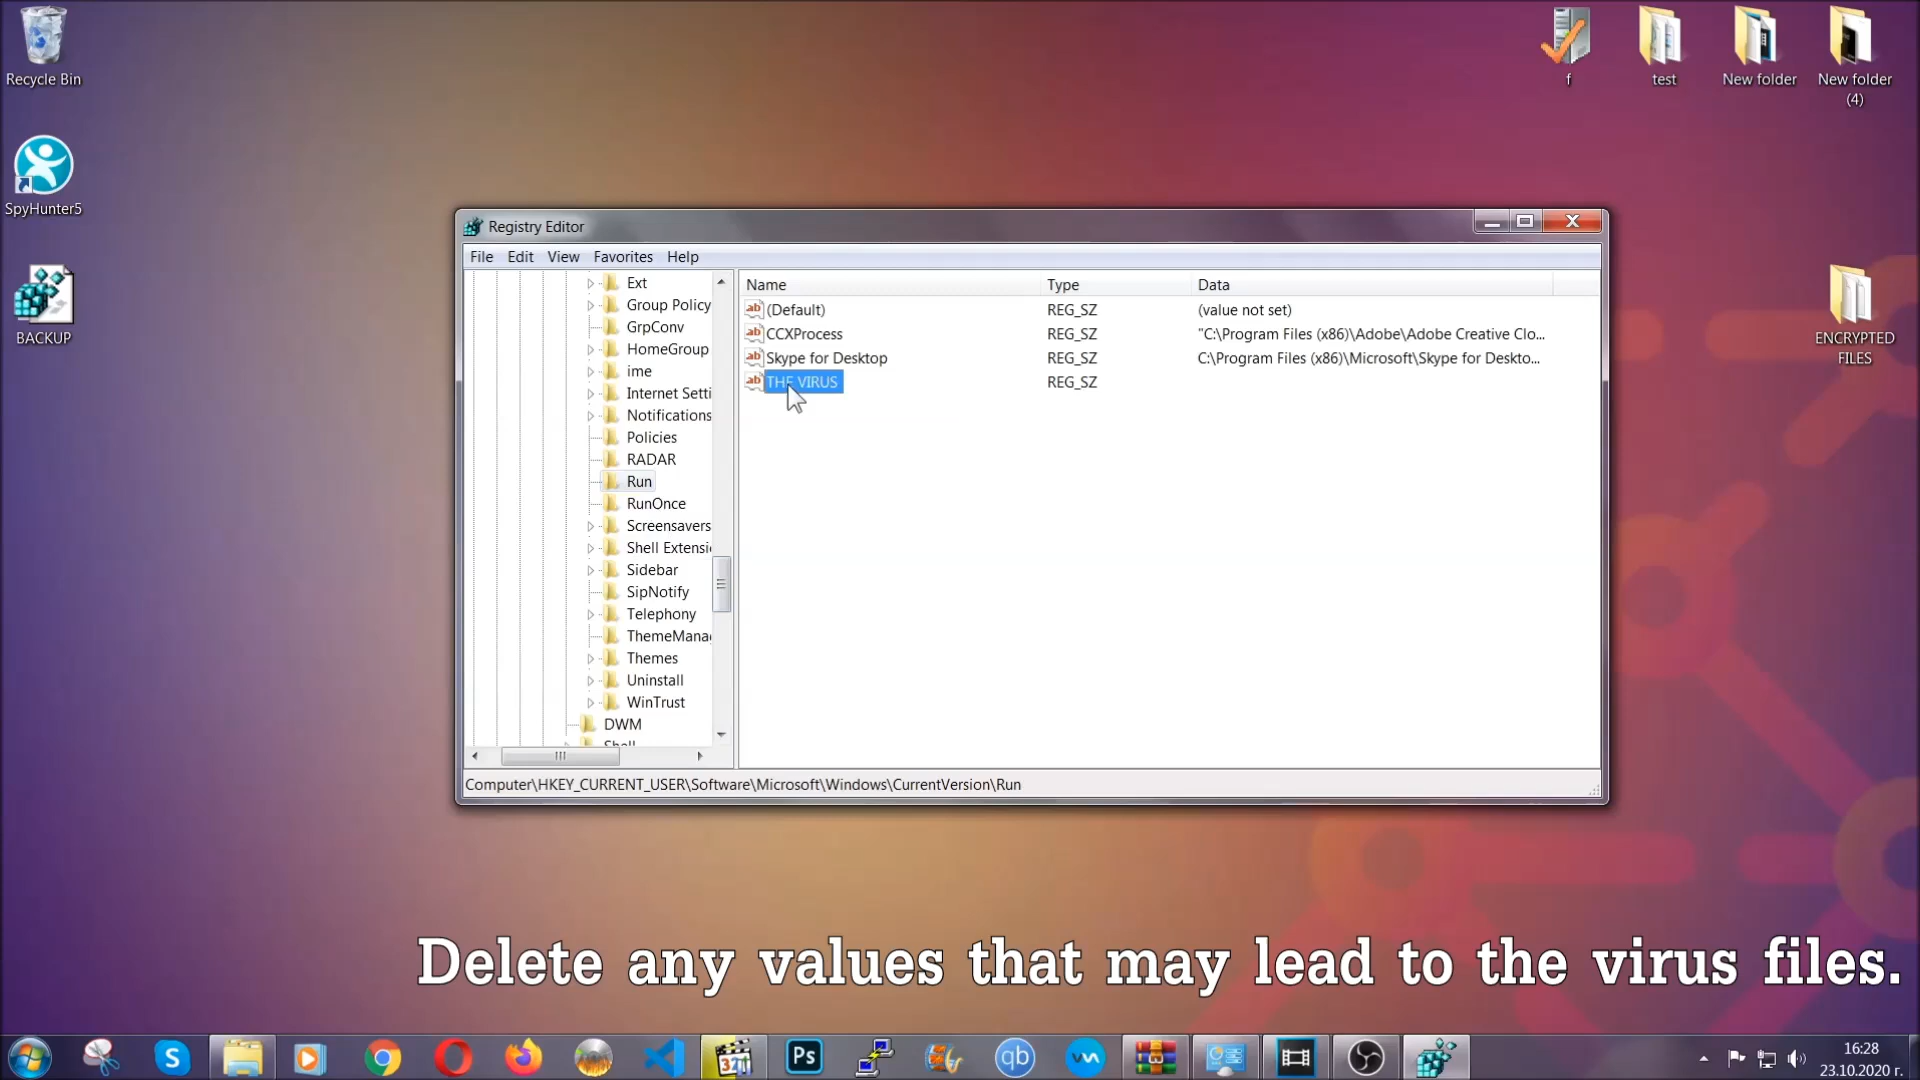 Recycle Bin
SpyHunter5
BACKUP
f
test
New folder
New folder
(4)
ENCRYPTED
FILES
Registry Editor
File Edit View Favorites Help
Ext
Group Policy
GrpConv
HomeGroup
ime
Internet Setti
Notifications
Policies
RADAR
Run
RunOnce
Screensavers
Shell Extensi
Sidebar
SipNotify
Telephony
ThemeManag
Themes
Uninstall
WinTrust
DWM
Shell
Name Type Data
(Default) REG_SZ (value not set)
CCXProcess REG_SZ "C:\Program Files (x86)\Adobe\Adobe Creative Clo...
Skype for Desktop REG_SZ C:\Program Files (x86)\Microsoft\Skype for Deskto...
THE VIRUS REG_SZ
Computer\HKEY_CURRENT_USER\Software\Microsoft\Windows\CurrentVersion\Run
Delete any values that may lead to the virus files.
S
321
Ps
qb
16:28
23.10.2020 г.